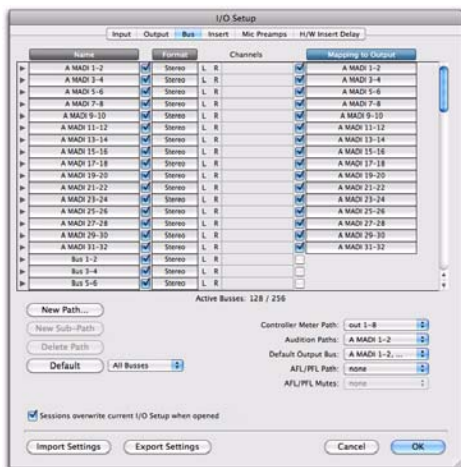 I/O Setup
Input Output Bus Insert Mic Preamps H/W Insert Delay
Name Format Channels Mapping to Output
A MADI 1-2 Stereo L R A MADI 1-2
A MADI 3-4 Stereo L R A MADI 3-4
A MADI 5-6 Stereo L R A MADI 5-6
A MADI 7-8 Stereo L R A MADI 7-8
A MADI 9-10 Stereo L R A MADI 9-10
A MADI 11-12 Stereo L R A MADI 11-12
A MADI 13-14 Stereo L R A MADI 13-14
A MADI 15-16 Stereo L R A MADI 15-16
A MADI 17-18 Stereo L R A MADI 17-18
A MADI 19-20 Stereo L R A MADI 19-20
A MADI 21-22 Stereo L R A MADI 21-22
A MADI 23-24 Stereo L R A MADI 23-24
A MADI 25-26 Stereo L R A MADI 25-26
A MADI 27-28 Stereo L R A MADI 27-28
A MADI 29-30 Stereo L R A MADI 29-30
A MADI 31-32 Stereo L R A MADI 31-32
Bus 1-2 Stereo L R
Bus 3-4 Stereo L R
Bus 5-6 Stereo L R
Active Busses: 128 / 256
New Path...
New Sub-Path
Delete Path
Default All Busses
Controller Meter Path: out 1-8
Audition Paths: A MADI 1-2
Default Output Bus: A MADI 1-2, ...
AFL/PFL Path: none
AFL/PFL Mutes: none
Sessions overwrite current I/O Setup when opened
Import Settings Export Settings Cancel OK